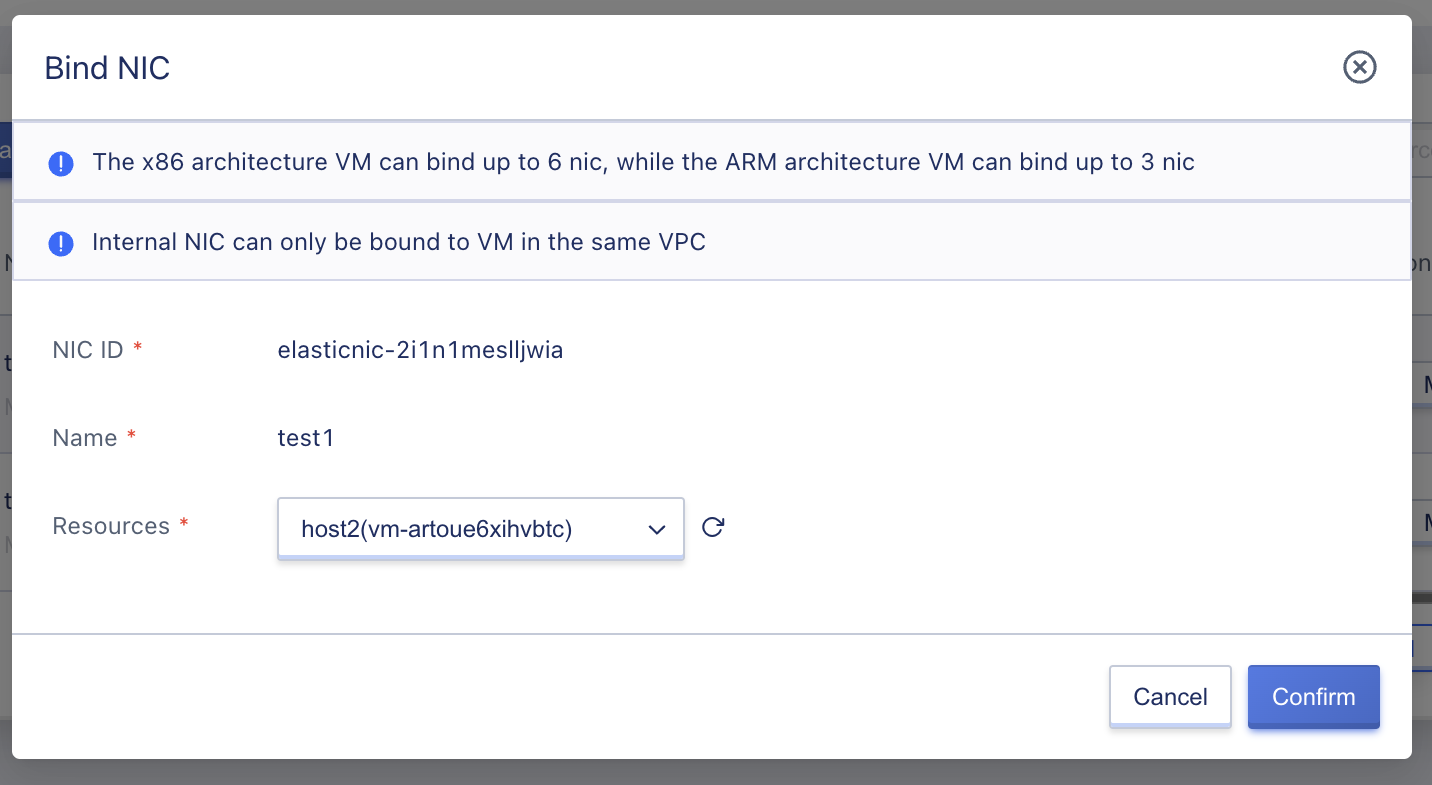 Bind NIC
The x86 architecture VM can bind up to 6 nic, while the ARM architecture VM can bind up to 3 nic
Internal NIC can only be bound to VM in the same VPC
NIC ID *
elasticnic-2i1n1meslljwia
Name *
test1
Resources *
host2(vm-artoue6xihvbtc)
Cancel
Confirm